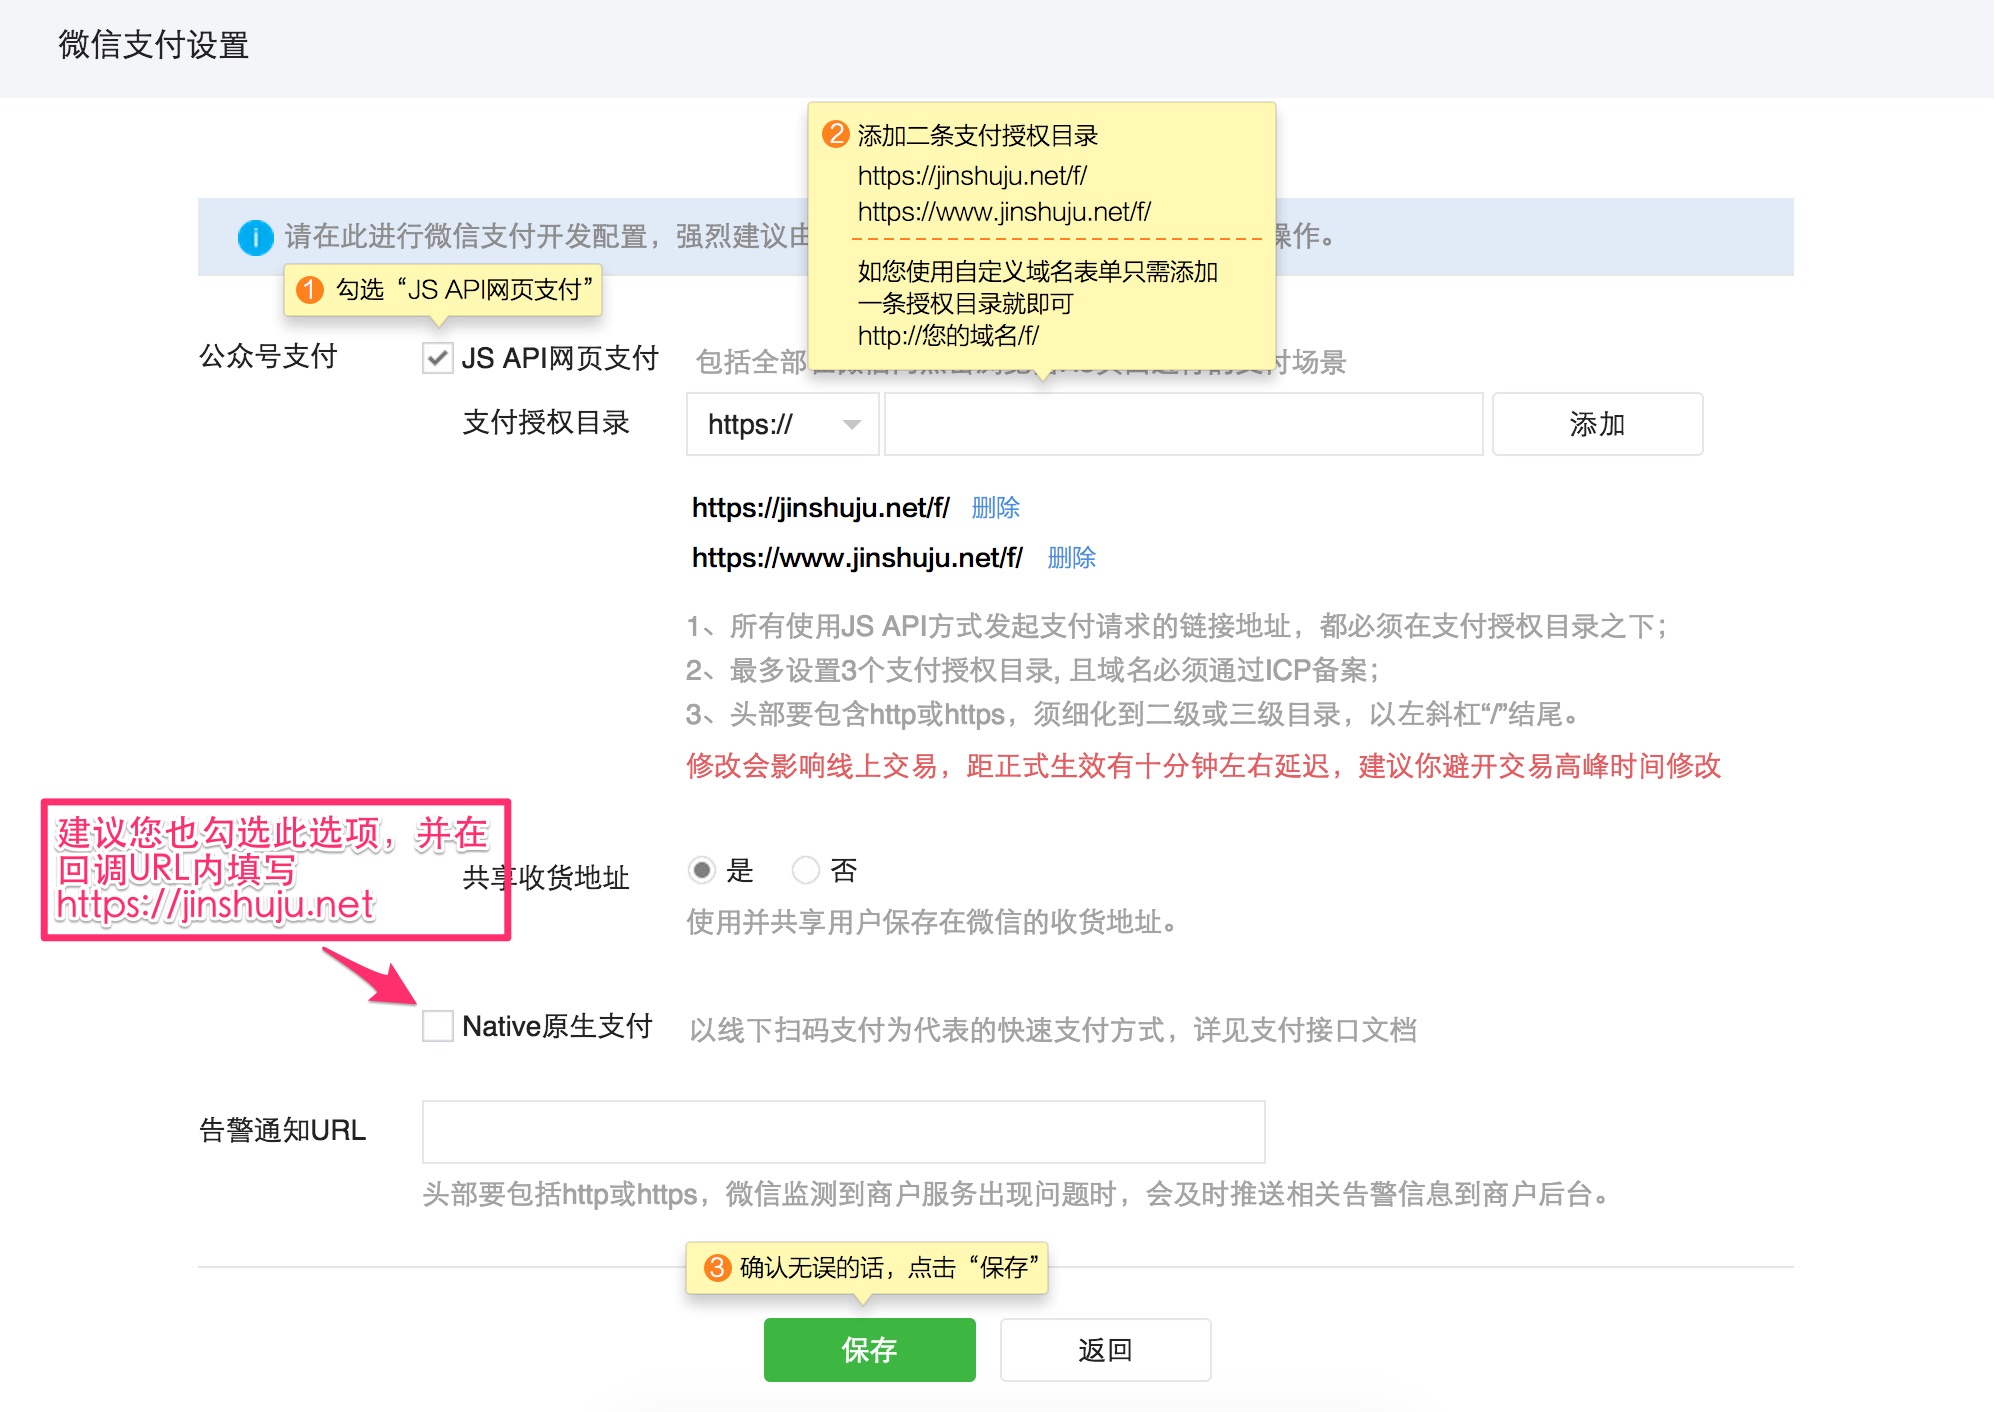 微信支付设置
2 添加二条支付授权目录
https://jinshuju.net/f/
https://www.jinshuju.net/f/
如您使用自定义域名表单只需添加
一条授权目录就即可
http://您的域名/f/
请在此进行微信支付开发配置，强烈建议由
操作。
1 勾选“JS API网页支付”
公众号支付
JS API网页支付
包括全部
付场景
支付授权目录
https://
添加
https://jinshuju.net/f/ 删除
https://www.jinshuju.net/f/ 删除
1、所有使用JS API方式发起支付请求的链接地址，都必须在支付授权目录之下；
2、最多设置3个支付授权目录, 且域名必须通过ICP备案；
3、头部要包含http或https，须细化到二级或三级目录，以左斜杠“/”结尾。
修改会影响线上交易，距正式生效有十分钟左右延迟，建议你避开交易高峰时间修改
建议您也勾选此选项，并在
回调URL内填写
https://jinshuju.net
共享收货地址
是 否
使用并共享用户保存在微信的收货地址。
Native原生支付 以线下扫码支付为代表的快速支付方式，详见支付接口文档
告警通知URL
头部要包括http或https，微信监测到商户服务出现问题时，会及时推送相关告警信息到商户后台。
3 确认无误的话，点击“保存”
保存 返回